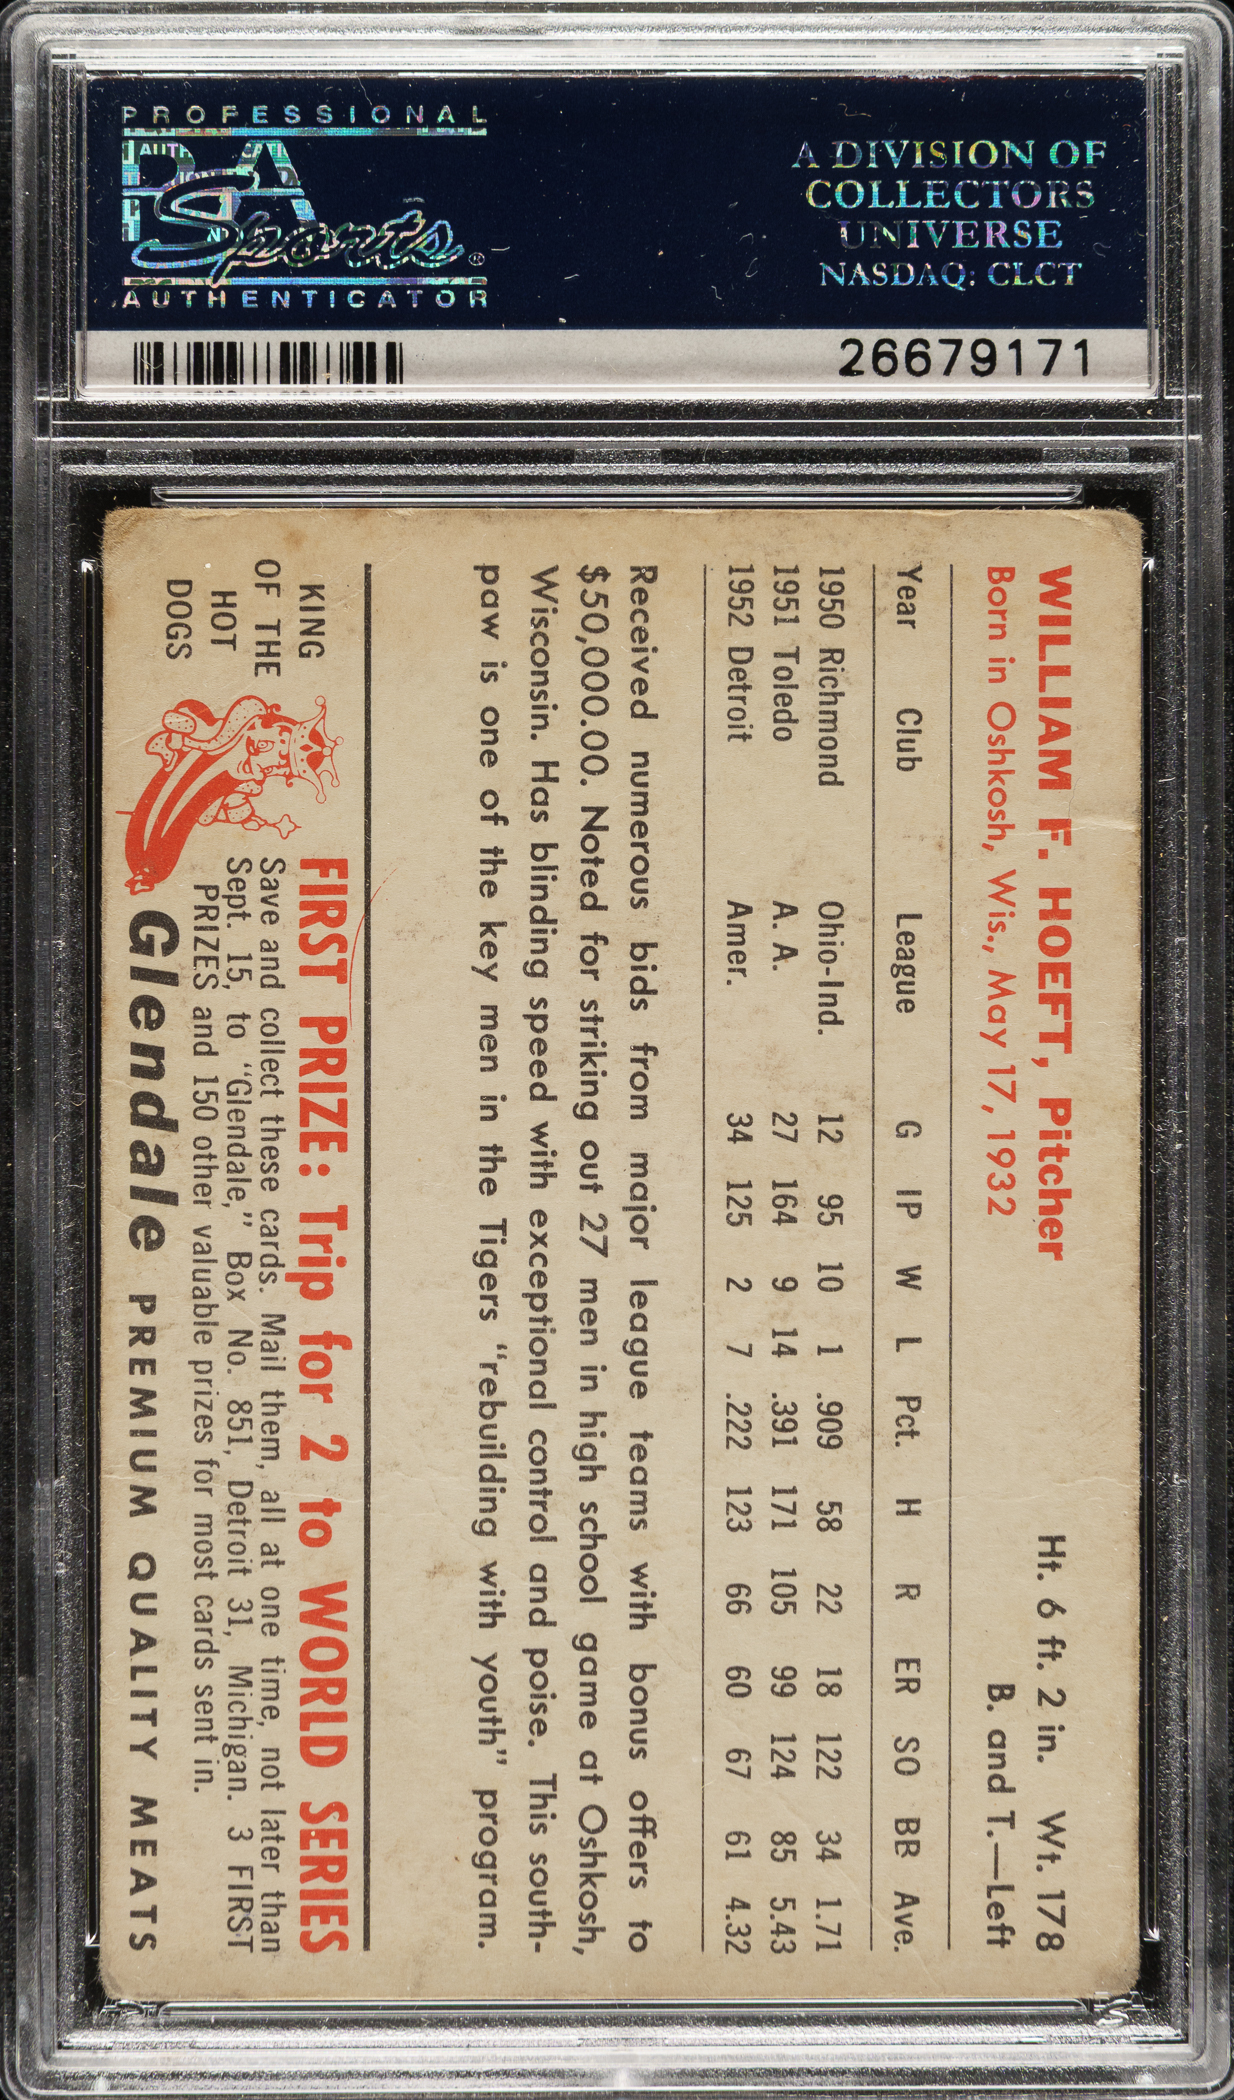 PROFESSIONAL
PSA
Sports®
AUTHENTICATOR
A DIVISION OF
COLLECTORS
UNIVERSE
NASDAQ: CLCT
26679171
WILLIAM F. HOEFT, Pitcher Ht. 6 ft. 2 in. Wt. 178
Born in Oshkosh, Wis., May 17, 1932 B. and T.—Left
Year Club League G IP W L Pct. H R ER SO BB Ave.
1950 Richmond Ohio-Ind. 12 95 10 1 .909 58 22 18 122 34 1.71
1951 Toledo A. A. 27 164 9 14 .391 171 105 99 124 85 5.43
1952 Detroit Amer. 34 125 2 7 .222 123 66 60 67 61 4.32
Received numerous bids from major league teams with bonus offers to
$50,000.00. Noted for striking out 27 men in high school game at Oshkosh,
Wisconsin. Has blinding speed with exceptional control and poise. This south-
paw is one of the key men in the Tigers "rebuilding with youth" program.
KING
OF THE
HOT
DOGS
FIRST PRIZE: Trip for 2 to WORLD SERIES
Save and collect these cards. Mail them, all at one time, not later than
Sept. 15, to "Glendale," Box No. 851, Detroit 31, Michigan. 3 FIRST
PRIZES and 150 other valuable prizes for most cards sent in.
Glendale PREMIUM QUALITY MEATS